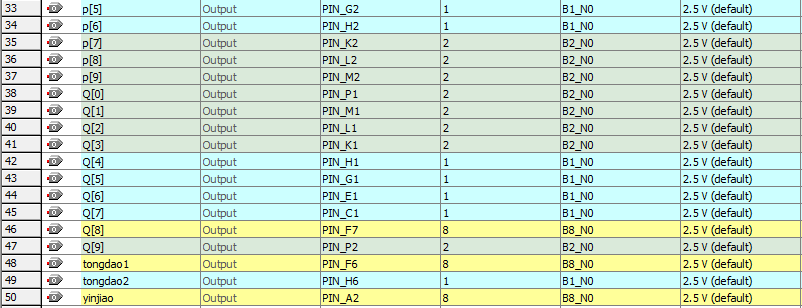 33 p[5] Output PIN_G2 1 B1_N0 2.5 V (default)
34 p[6] Output PIN_H2 1 B1_N0 2.5 V (default)
35 p[7] Output PIN_K2 2 B2_N0 2.5 V (default)
36 p[8] Output PIN_L2 2 B2_N0 2.5 V (default)
37 p[9] Output PIN_M2 2 B2_N0 2.5 V (default)
38 Q[0] Output PIN_P1 2 B2_N0 2.5 V (default)
39 Q[1] Output PIN_M1 2 B2_N0 2.5 V (default)
40 Q[2] Output PIN_L1 2 B2_N0 2.5 V (default)
41 Q[3] Output PIN_K1 2 B2_N0 2.5 V (default)
42 Q[4] Output PIN_H1 1 B1_N0 2.5 V (default)
43 Q[5] Output PIN_G1 1 B1_N0 2.5 V (default)
44 Q[6] Output PIN_E1 1 B1_N0 2.5 V (default)
45 Q[7] Output PIN_C1 1 B1_N0 2.5 V (default)
46 Q[8] Output PIN_F7 8 B8_N0 2.5 V (default)
47 Q[9] Output PIN_P2 2 B2_N0 2.5 V (default)
48 tongdao1 Output PIN_F6 8 B8_N0 2.5 V (default)
49 tongdao2 Output PIN_H6 1 B1_N0 2.5 V (default)
50 yinjiao Output PIN_A2 8 B8_N0 2.5 V (default)